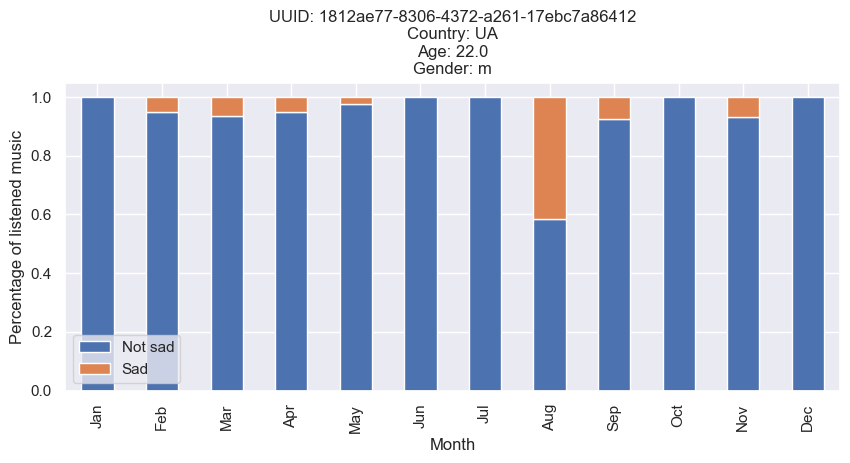 UUID: 1812ae77-8306-4372-a261-17ebc7a86412
Country: UA
Age: 22.0
Gender: m
Percentage of listened music
1.0
0.8
0.6
0.4
0.2
0.0
Not sad
Sad
Jan Feb Mar Apr May Jun Jul Aug Sep Oct Nov Dec
Month